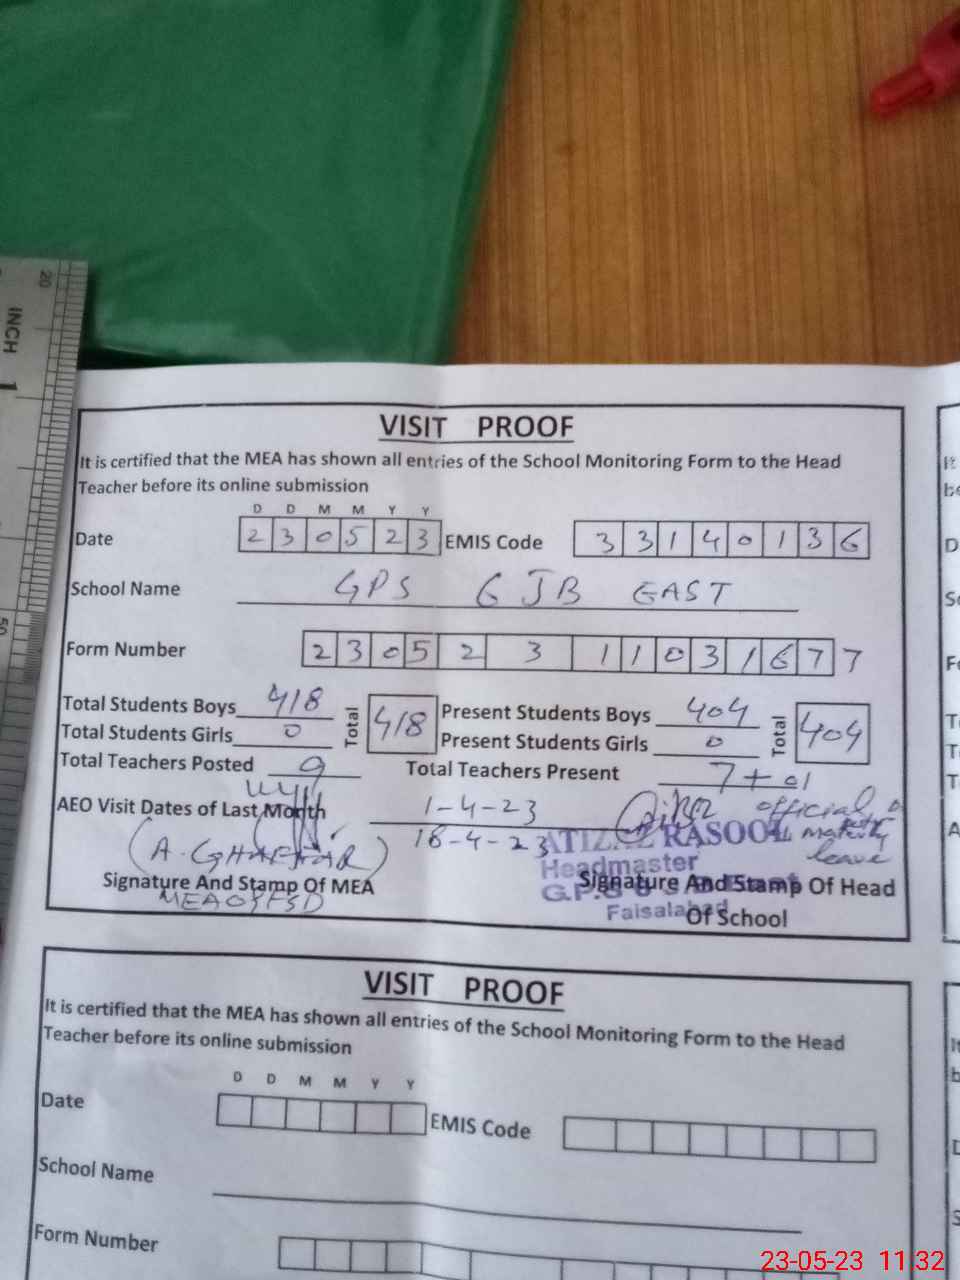 20
INCH
1
50
VISIT PROOF
It is certified that the MEA has shown all entries of the School Monitoring Form to the Head
Teacher before its online submission
D D M M Y Y
Date 2 3 0 5 2 3 EMIS Code 3 3 1 4 0 1 3 6
School Name GPS 6 JB EAST
Form Number 2 3 0 5 2 3 1 1 0 3 1 6 7 7
Total Students Boys 418 Total 418 Present Students Boys 404 Total 404
Total Students Girls 0 Present Students Girls 0
Total Teachers Posted 9 Total Teachers Present 7+01
AEO Visit Dates of Last Month 1-4-23 official
18-4-23 RASOOL leave
(A. GHAFFAR) Headmaster
Signature And Stamp Of MEA Signature And Stamp Of Head
MEA03FSD Faisalabad Of School
VISIT PROOF
It is certified that the MEA has shown all entries of the School Monitoring Form to the Head
Teacher before its online submission
D D M M Y Y
Date EMIS Code
School Name
Form Number
23-05-23 11:32